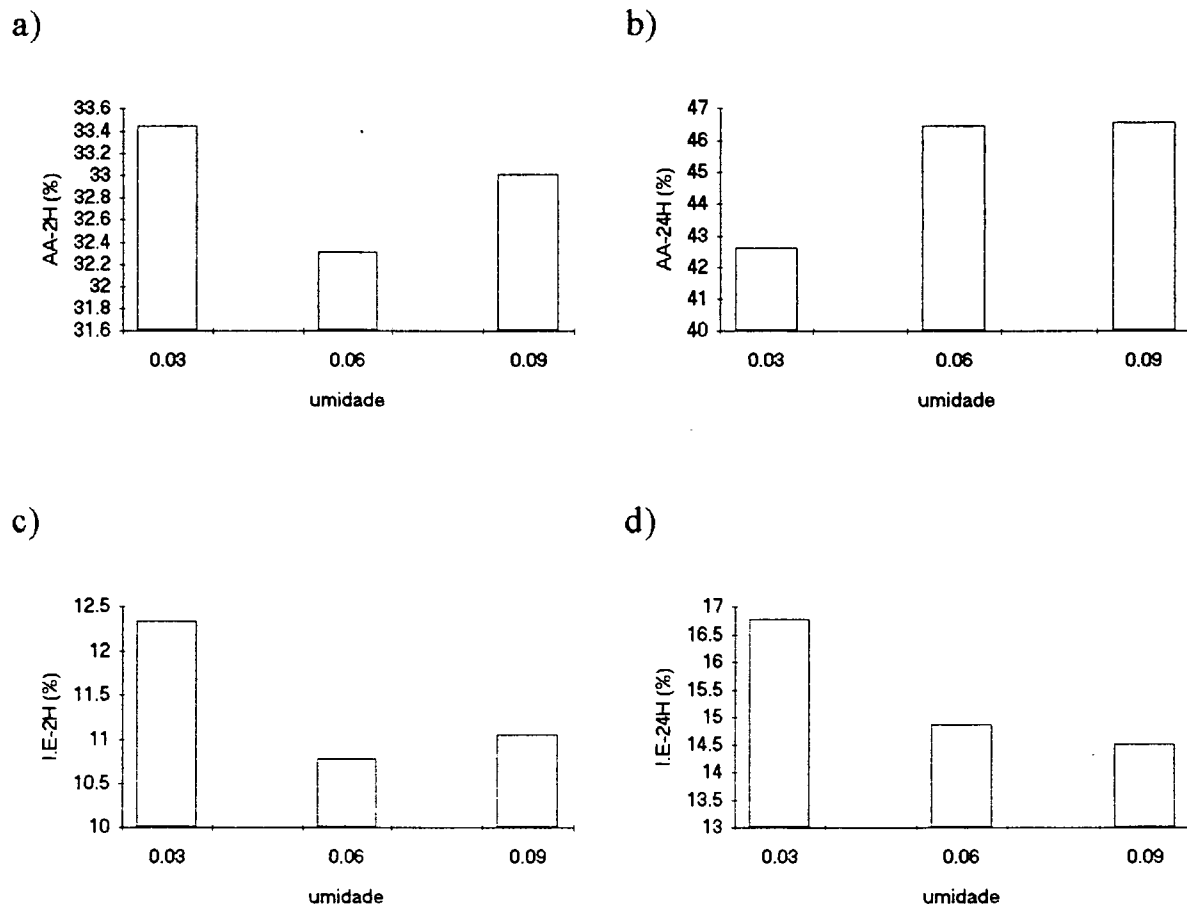 a)
AA-2H (%)
33.6
33.4
33.2
33
32.8
32.6
32.4
32.2
32
31.8
31.6
0.03 0.06 0.09
umidade
b)
AA-24H (%)
47
46
45
44
43
42
41
40
0.03 0.06 0.09
umidade
c)
I.E-2H (%)
12.5
12
11.5
11
10.5
10
0.03 0.06 0.09
umidade
d)
I.E-24H (%)
17
16.5
16
15.5
15
14.5
14
13.5
13
0.03 0.06 0.09
umidade